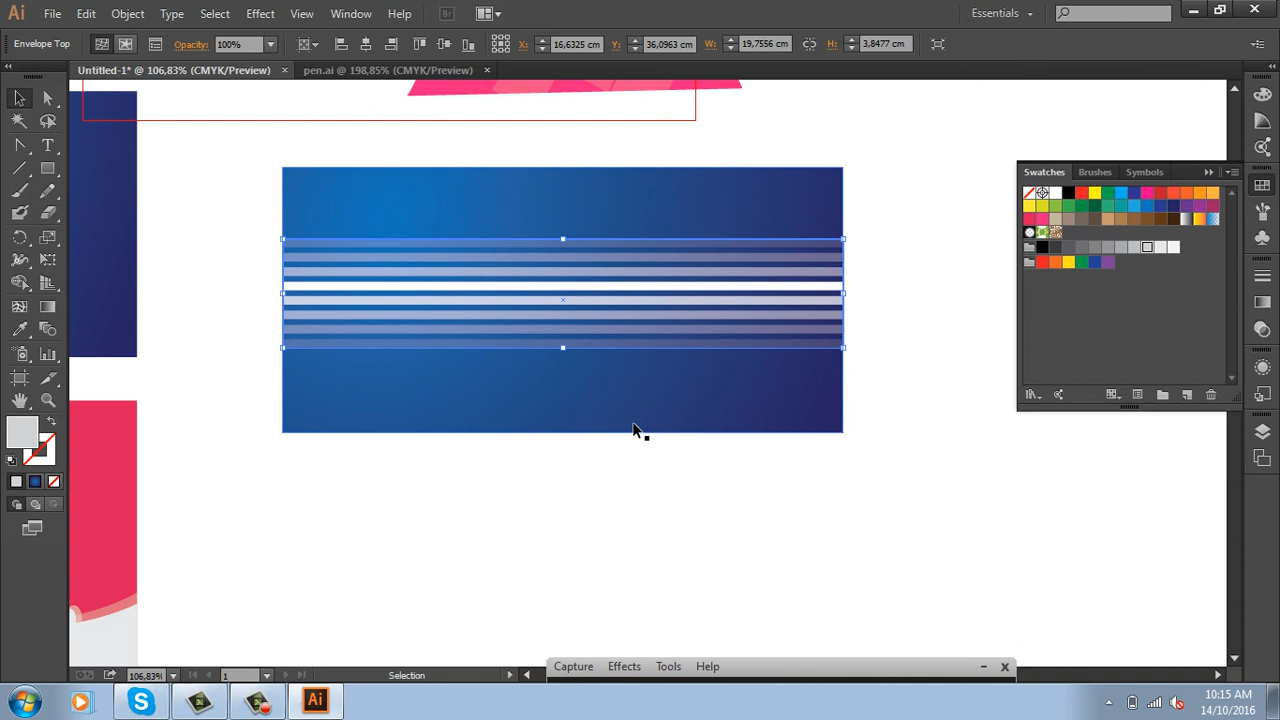 Ai File Edit Object Type Select Effect View Window Help Br Essentials
Envelope Top Opacity: 100% X: 16,6325 cm Y: 36,0963 cm W: 19,7556 cm H: 3,8477 cm
Untitled-1* @ 106,83% (CMYK/Preview) pen.ai @ 198,85% (CMYK/Preview)
Swatches Brushes Symbols
T
106,83% 1 Selection
Capture Effects Tools Help
S Ai
10:15 AM
14/10/2016